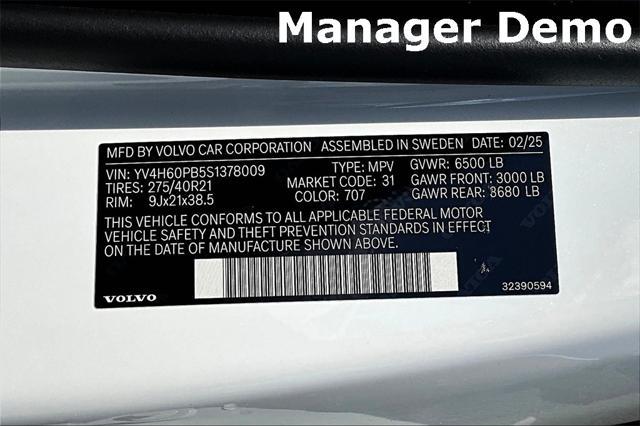 Manager Demo
MFD BY VOLVO CAR CORPORATION ASSEMBLED IN SWEDEN DATE: 02/25
VIN: YV4H60PB5S1378009 TYPE: MPV GVWR: 6500 LB
TIRES: 275/40R21 MARKET CODE: 31 GAWR FRONT: 3000 LB
RIM: 9Jx21x38.5 COLOR: 707 GAWR REAR: 3680 LB
THIS VEHICLE CONFORMS TO ALL APPLICABLE FEDERAL MOTOR
VEHICLE SAFETY AND THEFT PREVENTION STANDARDS IN EFFECT
ON THE DATE OF MANUFACTURE SHOWN ABOVE.
VOLVO 32390594